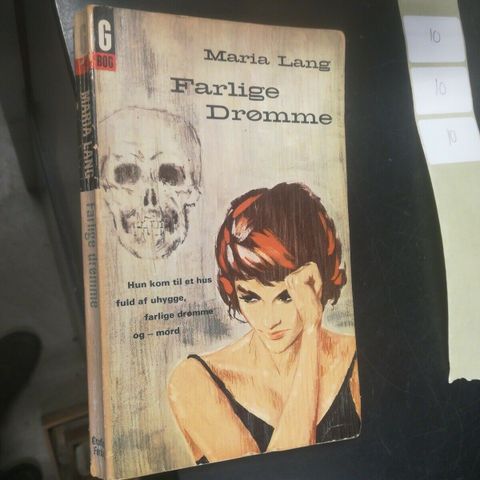 G
BOG
Maria Lang
Farlige
Drømme
Hun kom til et hus
fuld af uhygge,
farlige drømme
og – mord
MARIA LANG
Farlige drømme
10
10
10